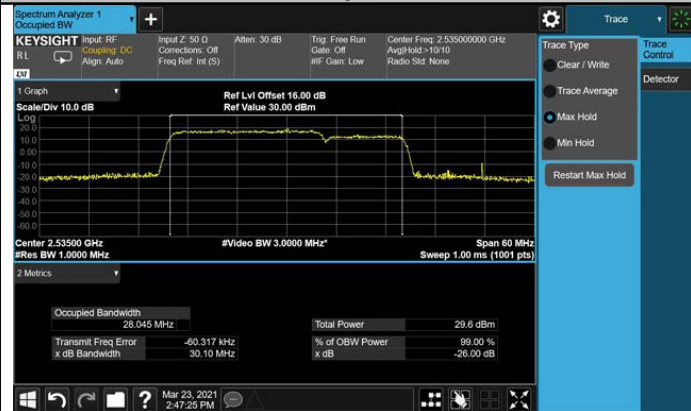 Spectrum Analyzer 1
Occupied BW
+
Trace
KEYSIGHT
RL
LXI
Input: RF
Coupling: DC
Align: Auto
Input Z: 50 Ω
Corrections: Off
Freq Ref: Int (S)
Atten: 30 dB
Trig: Free Run
Gate: Off
#IF Gain: Low
Center Freq: 2.535000000 GHz
Avg|Hold:>10/10
Radio Std: None
Trace Type
Clear / Write
Trace Average
Max Hold
Min Hold
Restart Max Hold
Trace
Control
Detector
1 Graph
Scale/Div 10.0 dB
Ref Lvl Offset 16.00 dB
Ref Value 30.00 dBm
Log
20.0
10.0
0.00
-10.0
-20.0
-30.0
-40.0
-50.0
-60.0
Center 2.53500 GHz
#Video BW 3.0000 MHz*
Span 60 MHz
#Res BW 1.0000 MHz
Sweep 1.00 ms (1001 pts)
2 Metrics
Occupied Bandwidth
28.045 MHz
Total Power 29.6 dBm
Transmit Freq Error -60.317 kHz
% of OBW Power 99.00 %
x dB Bandwidth 30.10 MHz
x dB -26.00 dB
?
Mar 23, 2021
2:47:25 PM